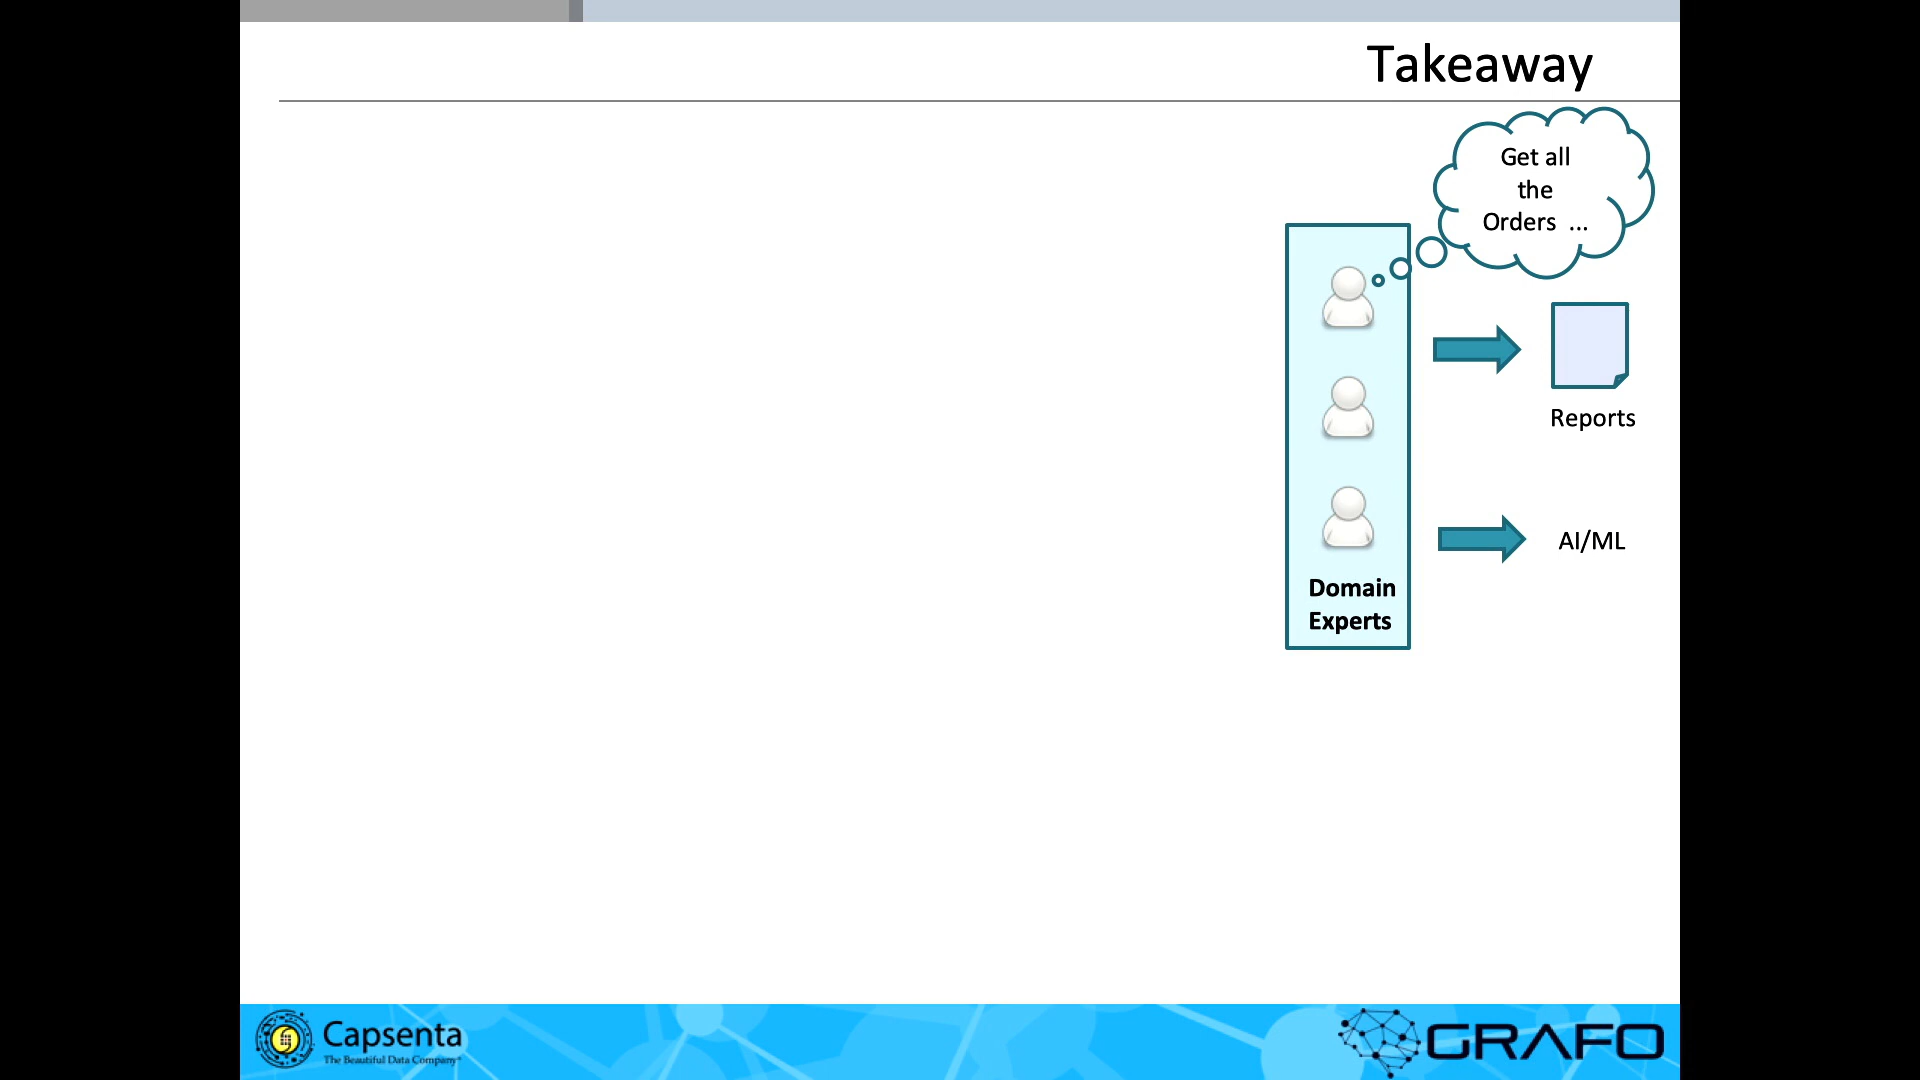 Takeaway
Get all
the
Orders ...
Reports
AI/ML
Domain
Experts
Capsenta
The Beautiful Data Company
GRAFO